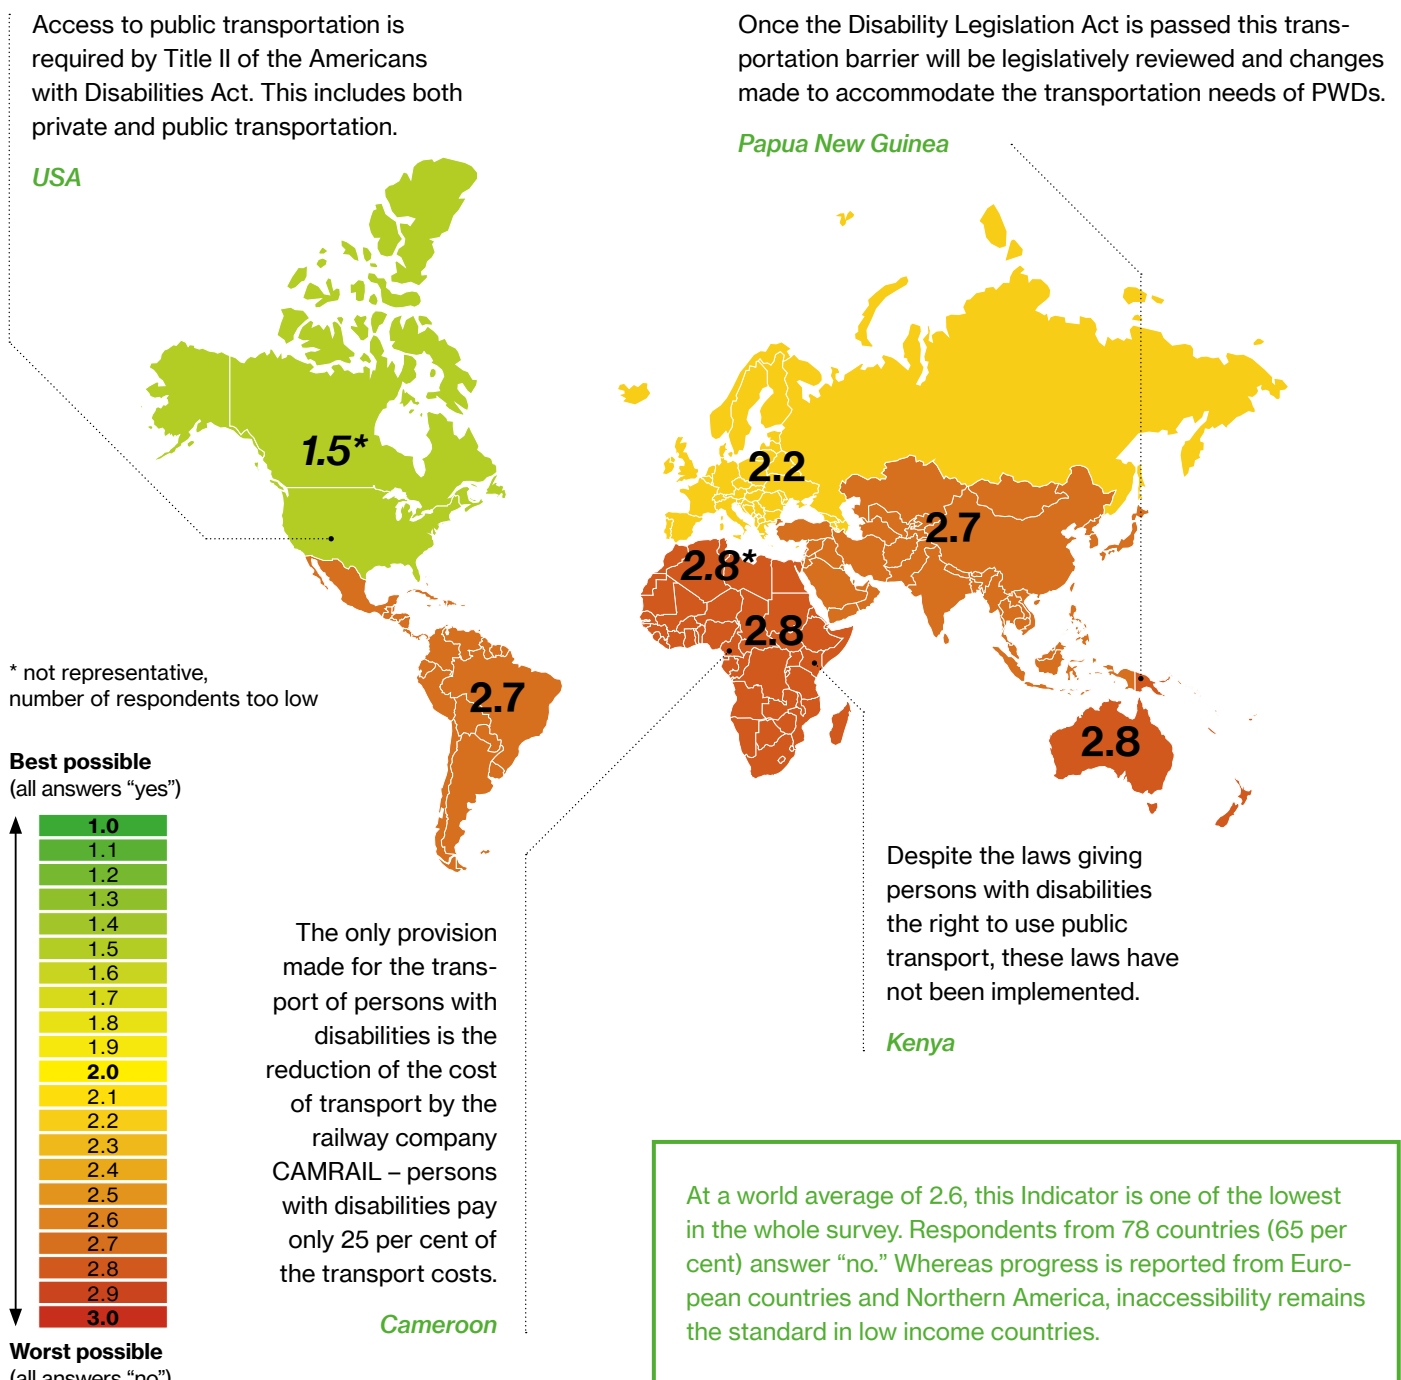 Access to public transportation is
required by Title II of the Americans
with Disabilities Act. This includes both
private and public transportation.
USA
Once the Disability Legislation Act is passed this trans-
portation barrier will be legislatively reviewed and changes
made to accommodate the transportation needs of PWDs.
Papua New Guinea
1.5*
2.2
2.7
2.8*
2.8
2.7
2.8
* not representative,
number of respondents too low
Best possible
(all answers “yes”)
1.0
1.1
1.2
1.3
1.4
1.5
1.6
1.7
1.8
1.9
2.0
2.1
2.2
2.3
2.4
2.5
2.6
2.7
2.8
2.9
3.0
Worst possible
(all answers “no”)
The only provision
made for the trans-
port of persons with
disabilities is the
reduction of the cost
of transport by the
railway company
CAMRAIL – persons
with disabilities pay
only 25 per cent of
the transport costs.
Cameroon
Despite the laws giving
persons with disabilities
the right to use public
transport, these laws have
not been implemented.
Kenya
At a world average of 2.6, this Indicator is one of the lowest
in the whole survey. Respondents from 78 countries (65 per
cent) answer “no.” Whereas progress is reported from Euro-
pean countries and Northern America, inaccessibility remains
the standard in low income countries.